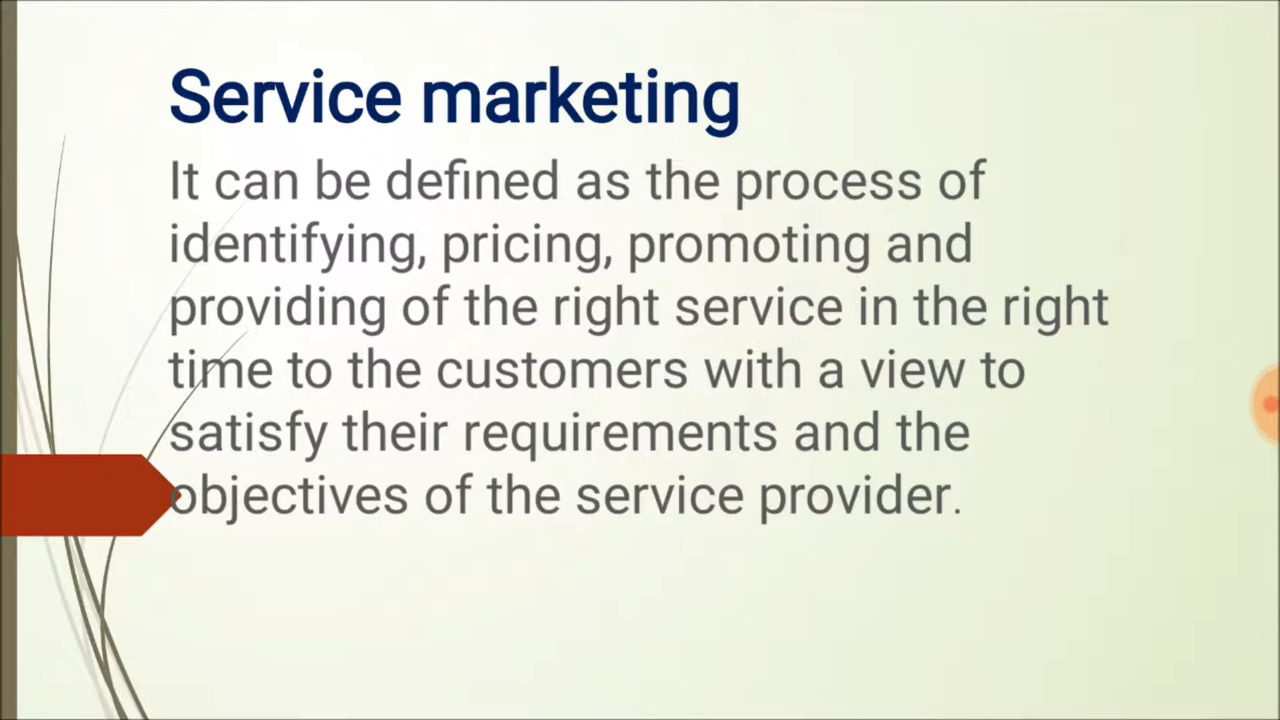 Service marketing
It can be defined as the process of
identifying, pricing, promoting and
providing of the right service in the right
time to the customers with a view to
satisfy their requirements and the
objectives of the service provider.